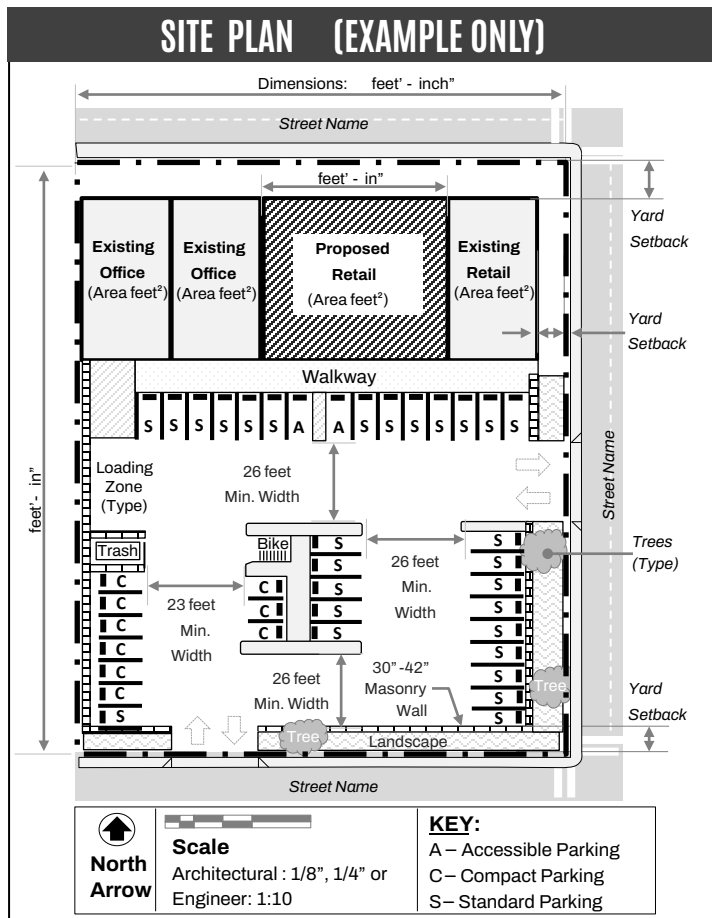 SITE PLAN (EXAMPLE ONLY)
Dimensions: feet' - inch”
Street Name
feet' - in”
Yard
Setback
Existing
Office
(Area feet²)
Existing
Office
(Area feet²)
Proposed
Retail
(Area feet²)
Existing
Retail
(Area feet²)
Yard
Setback
Walkway
S S S S S S A A S S S S S S S
Loading
Zone
(Type)
26 feet
Min. Width
feet' - in”
Street Name
Trash
Bike
S
S
S
S
S
26 feet
Min.
Width
S
S
S
S
S
S
S
S
S
Trees
(Type)
C
C
C
C
C
C
S
23 feet
Min.
Width
C
C
C
26 feet
Min. Width
30”-42”
Masonry
Wall
Tree
Yard
Setback
Tree
Landscape
Street Name
North
Arrow
Scale
Architectural : 1/8”, 1/4” or
Engineer: 1:10
KEY:
A – Accessible Parking
C – Compact Parking
S – Standard Parking